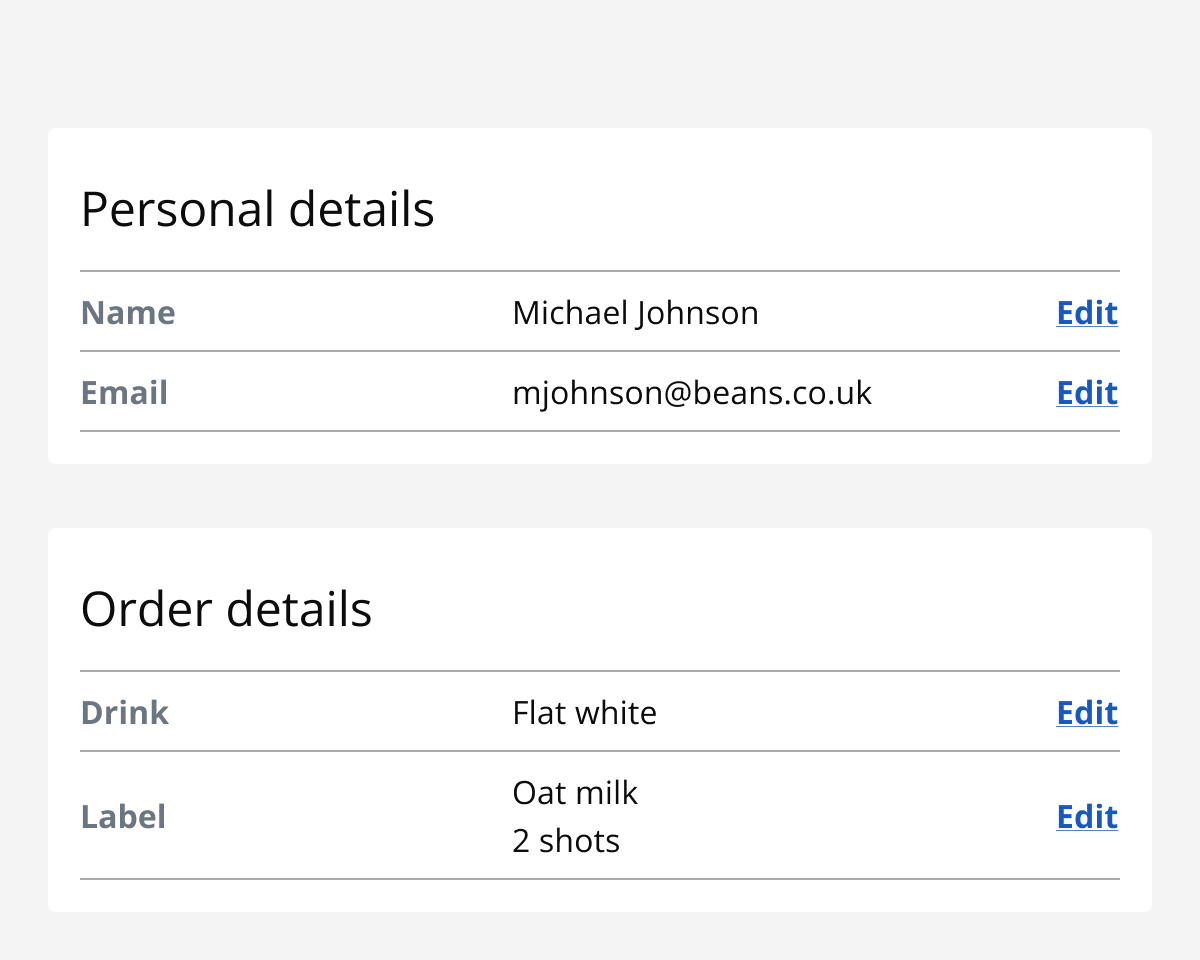 Personal details
Name Michael Johnson Edit
Email mjohnson@beans.co.uk Edit
Order details
Drink Flat white Edit
Label Oat milk Edit
2 shots